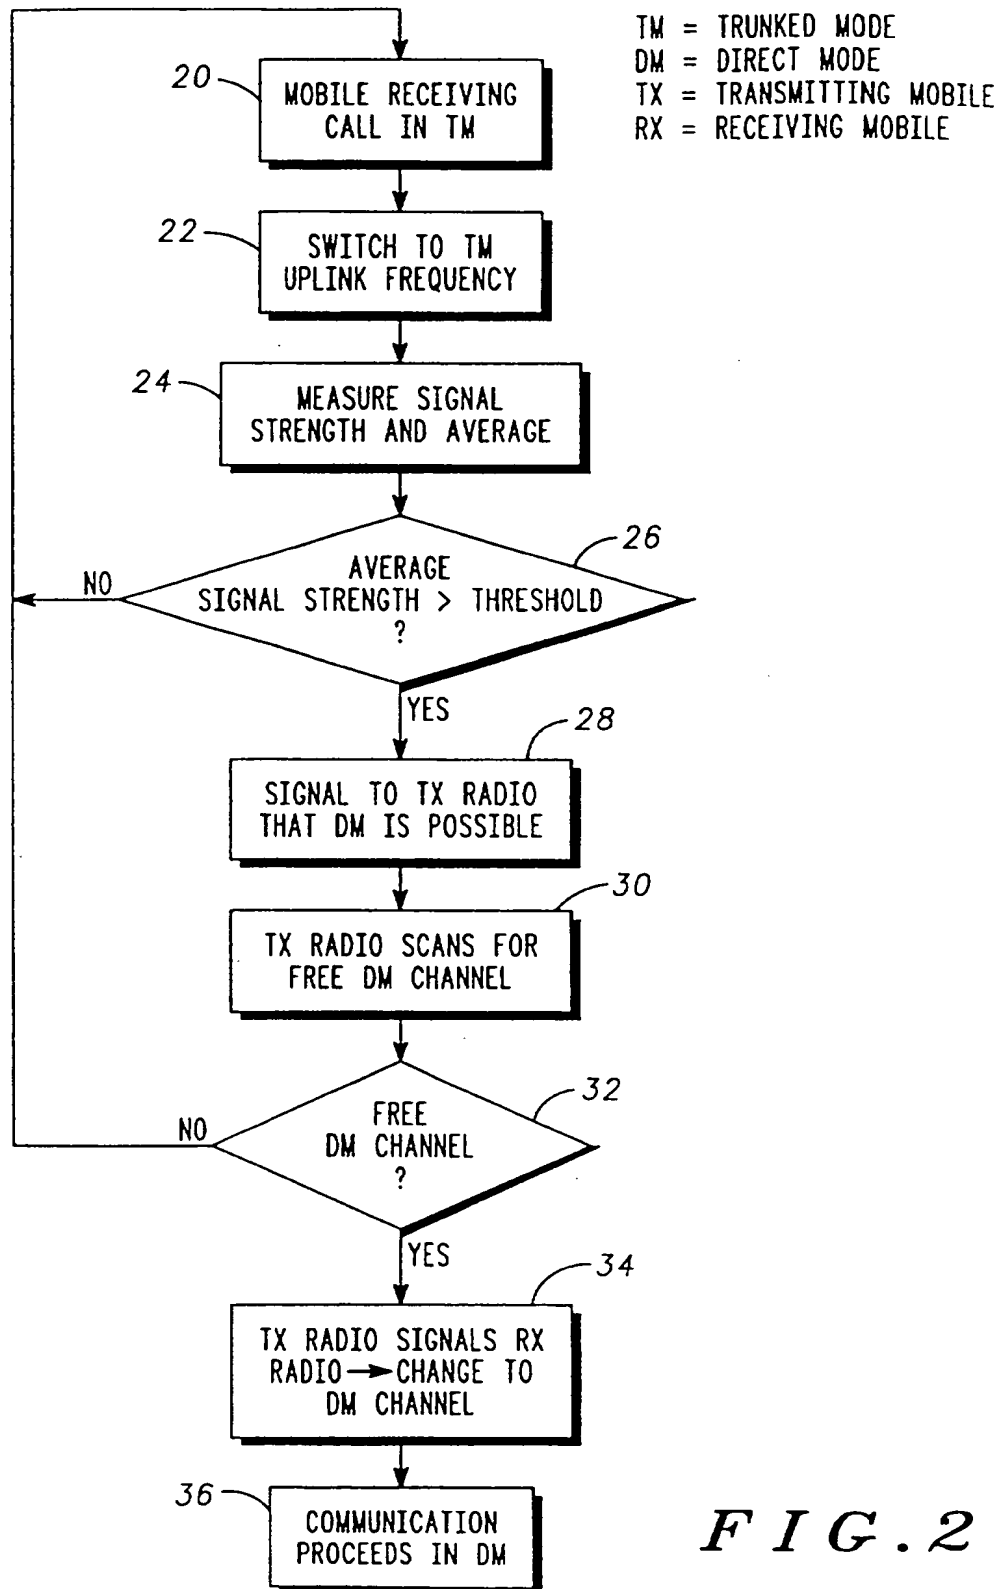 TM = TRUNKED MODE
DM = DIRECT MODE
TX = TRANSMITTING MOBILE
RX = RECEIVING MOBILE
20
MOBILE RECEIVING
CALL IN TM
22
SWITCH TO TM
UPLINK FREQUENCY
24
MEASURE SIGNAL
STRENGTH AND AVERAGE
26
AVERAGE
SIGNAL STRENGTH > THRESHOLD
?
NO
YES
28
SIGNAL TO TX RADIO
THAT DM IS POSSIBLE
30
TX RADIO SCANS FOR
FREE DM CHANNEL
32
FREE
DM CHANNEL
?
NO
YES
34
TX RADIO SIGNALS RX
RADIO → CHANGE TO
DM CHANNEL
36
COMMUNICATION
PROCEEDS IN DM
FIG.2